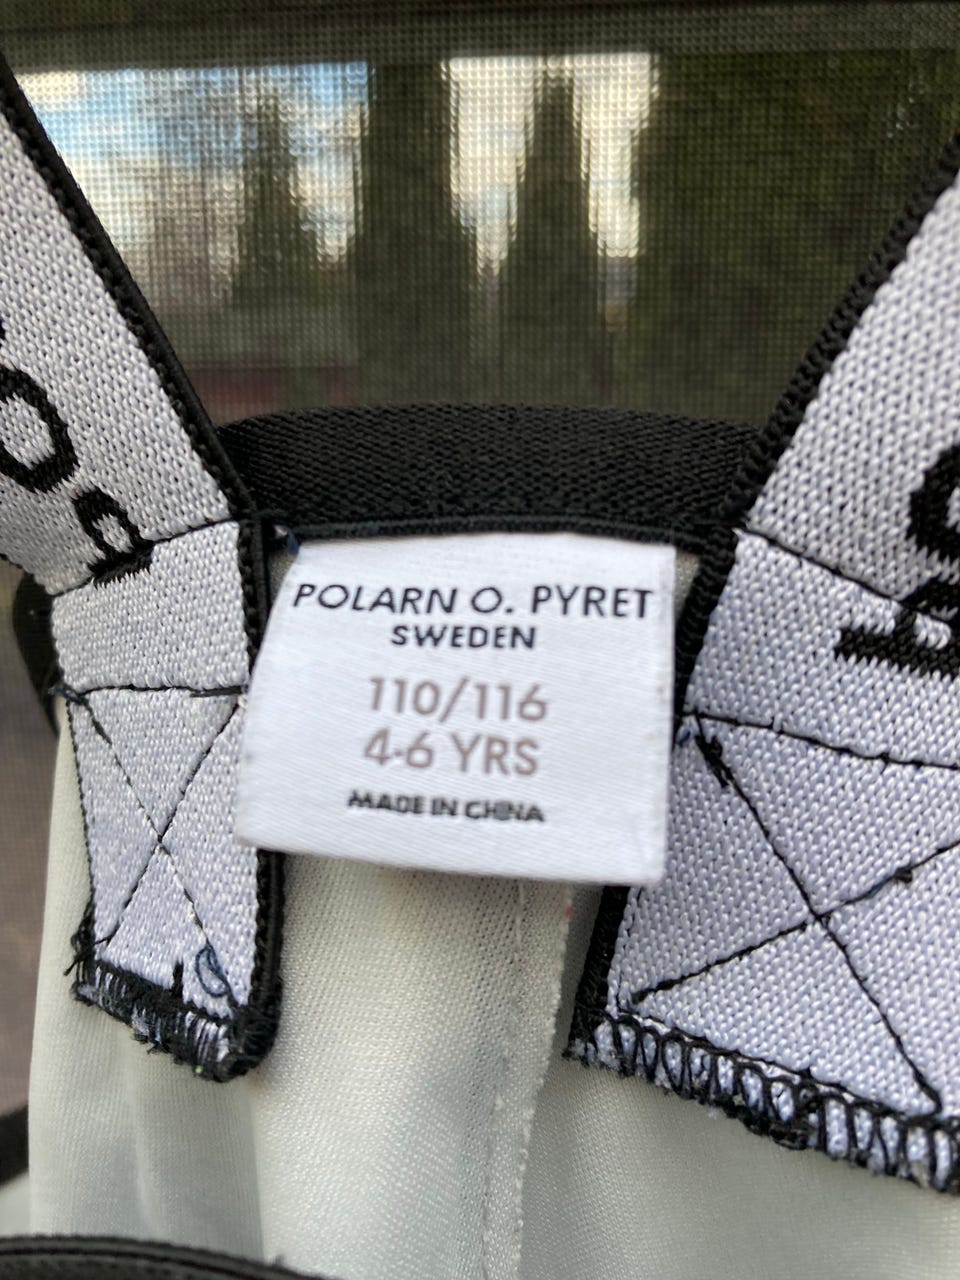 POLARN O. PYRET
SWEDEN
110/116
4-6 YRS
MADE IN CHINA